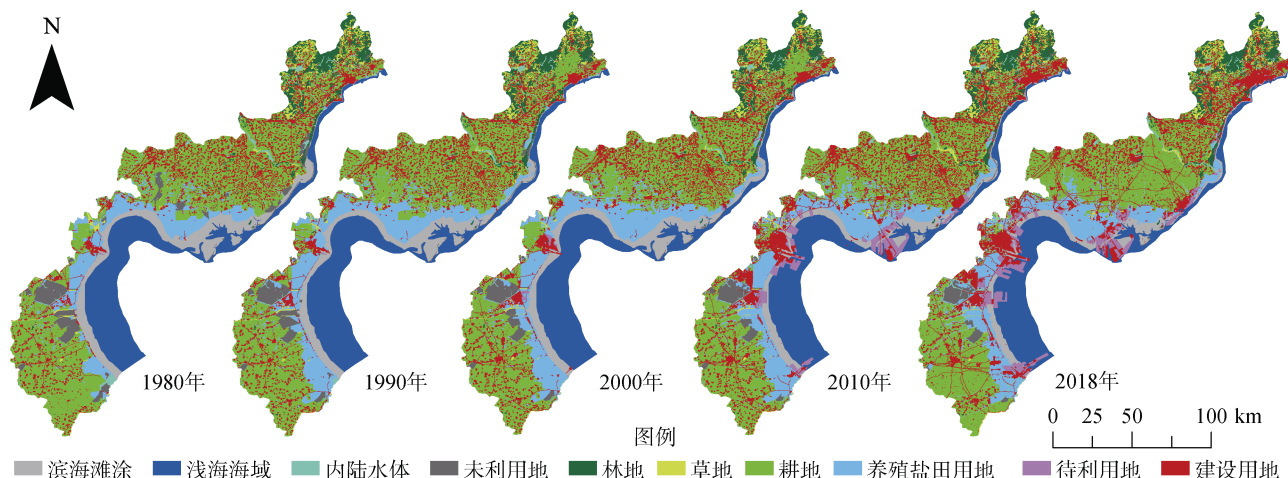 N
1980年
1990年
2000年
2010年
2018年
0 25 50 100 km
图例
滨海滩涂 浅海海域 内陆水体 未利用地 林地 草地 耕地 养殖盐田用地 待利用地 建设用地